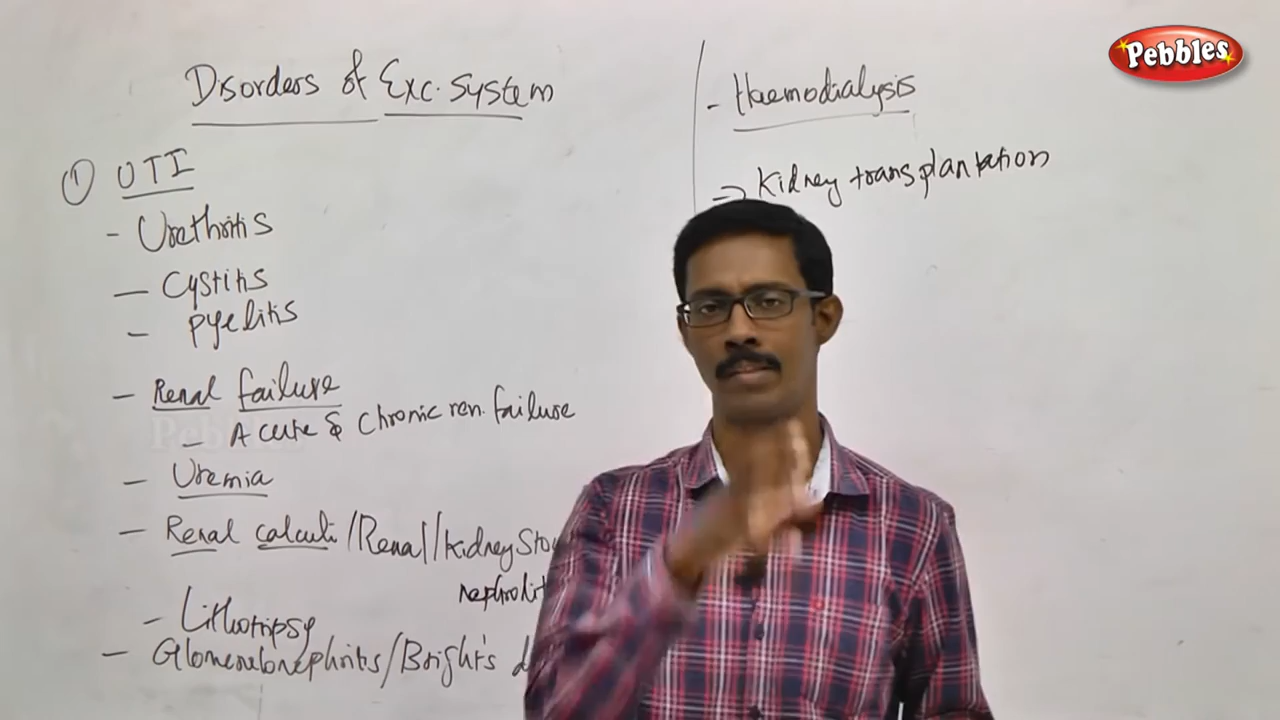 Pebbles
Disorders of Exc. System
① UTI
- Urethritis
- Cystitis
- Pyelitis
- Renal failure
- Acute & chronic ren. failure
- Uremia
- Renal calculi /Renal/kidney Sto
nephrolit
- Lithotripsy
- Glomerulonephritis/Bright's d
- Haemodialysis
⇒ Kidney transplantation